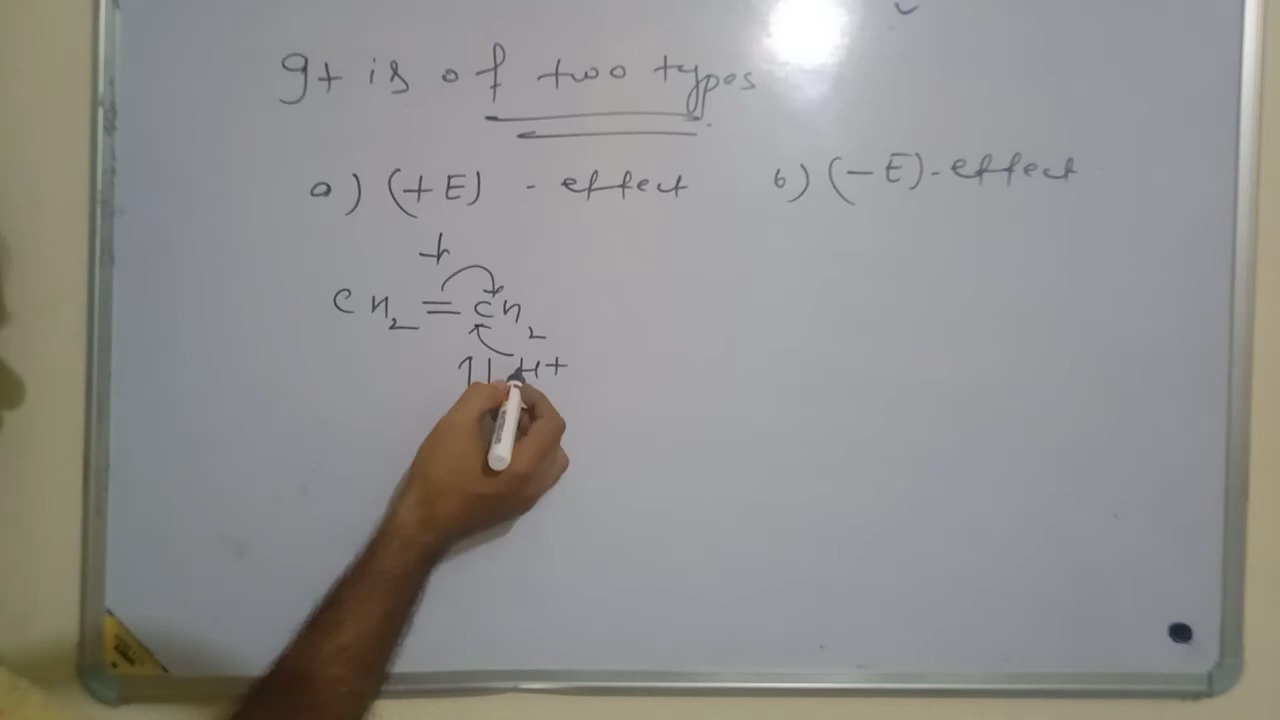 It is of two types
a) (+E) - effect b) (-E) - effect
+
CH2 = CH2
H+